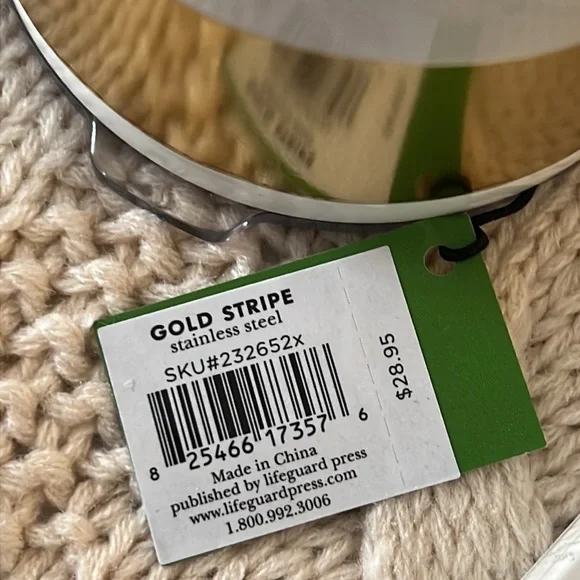 GOLD STRIPE
stainless steel
SKU#232652x
8 25466 17357 6
Made in China
published by lifeguard press
www.lifeguardpress.com
1.800.992.3006
$28.95